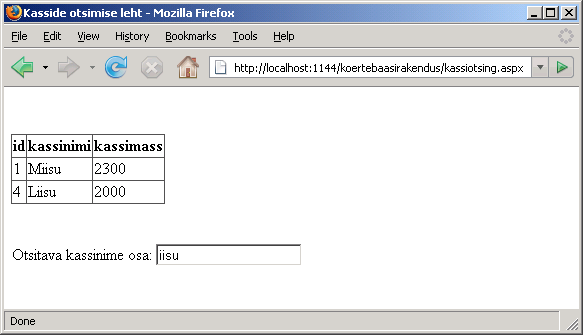 Kasside otsimise leht - Mozilla Firefox
File Edit View History Bookmarks Tools Help
http://localhost:1144/koertebaasirakendus/kassiotsing.aspx
id kassinimi kassimass
1 Miisu 2300
4 Liisu 2000
Otsitava kassinime osa: iisu
Done